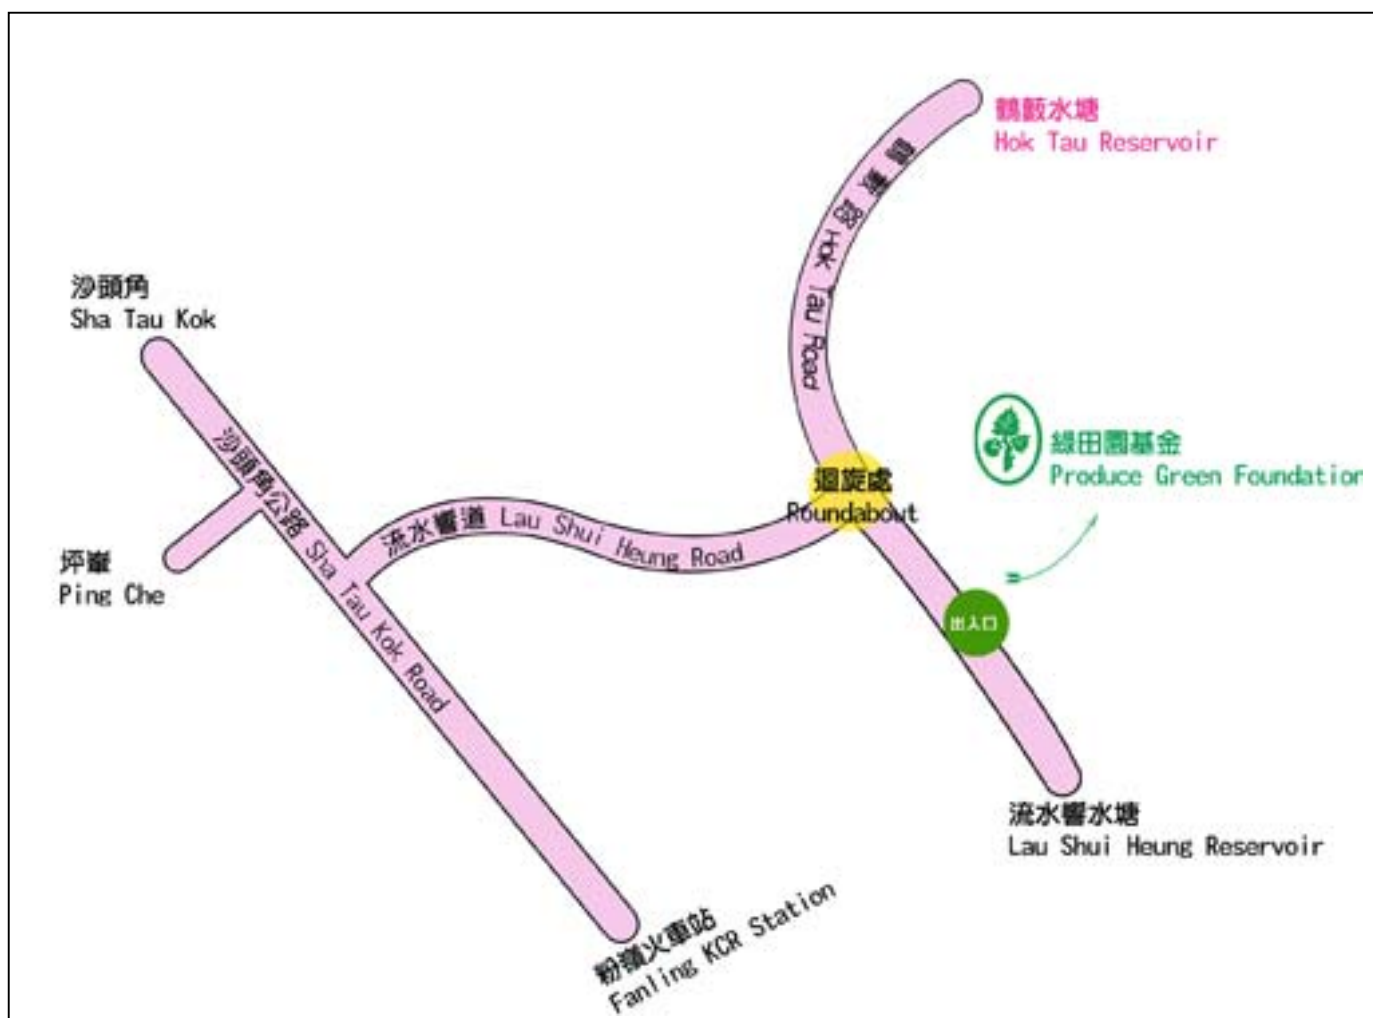 鶴藪水塘
Hok Tau Reservoir
鶴藪路 Hok Tau Road
沙頭角
Sha Tau Kok
綠田園基金
Produce Green Foundation
迴旋處
Roundabout
沙頭角公路 Sha Tau Kok Road
流水響道 Lau Shui Heung Road
坪輋
Ping Che
出入口
流水響水塘
Lau Shui Heung Reservoir
粉嶺火車站
Fanling KCR Station